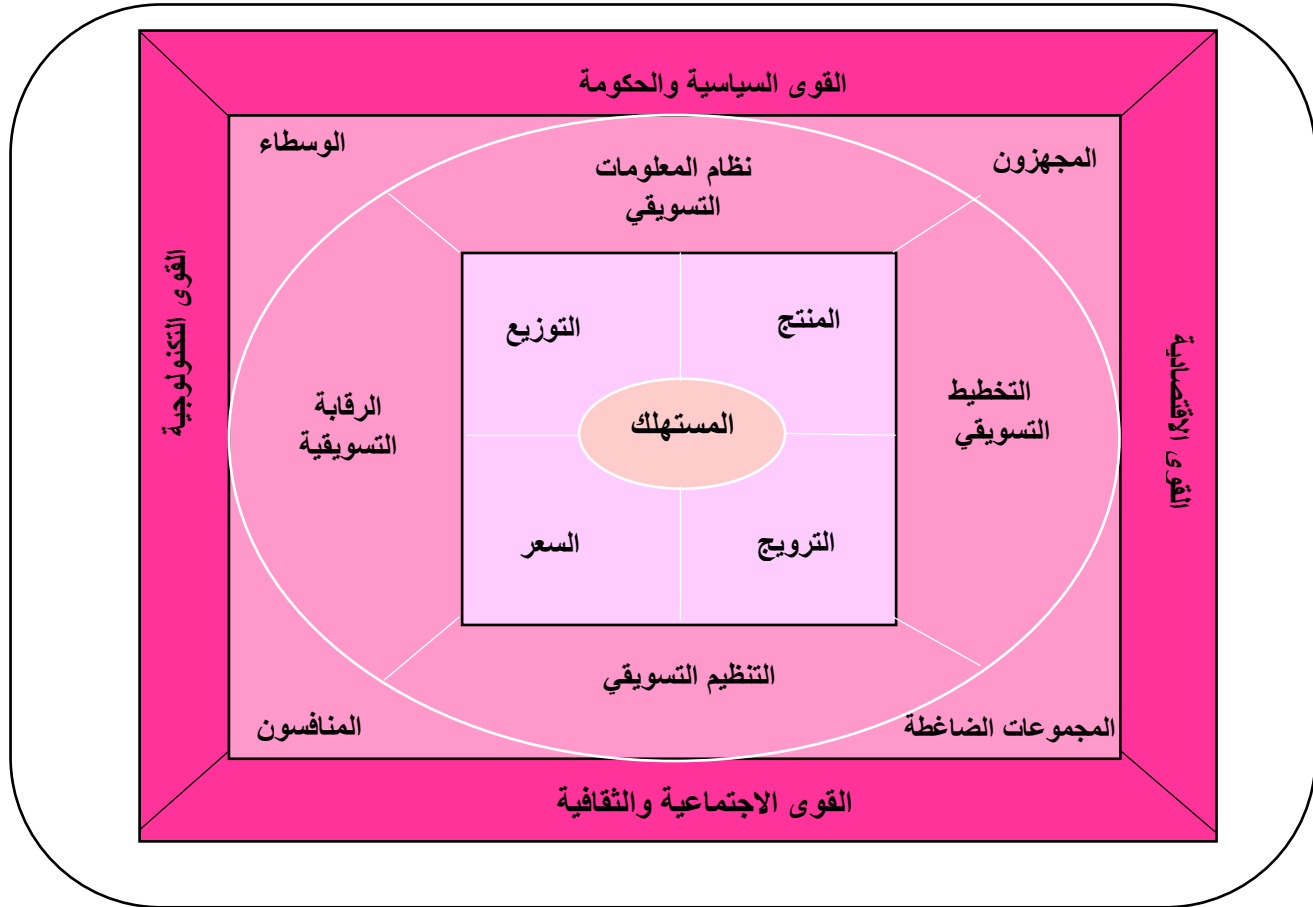 القوى السياسية والحكومة
المجهزون
الوسطاء
نظام المعلومات
التسويقي
القوى الاقتصادية
القوى التكنولوجية
المنتج
التوزيع
التخطيط
التسويقي
المستهلك
الرقابة
التسويقية
الترويج
السعر
التنظيم التسويقي
المجموعات الضاغطة
المنافسون
القوى الاجتماعية والثقافية